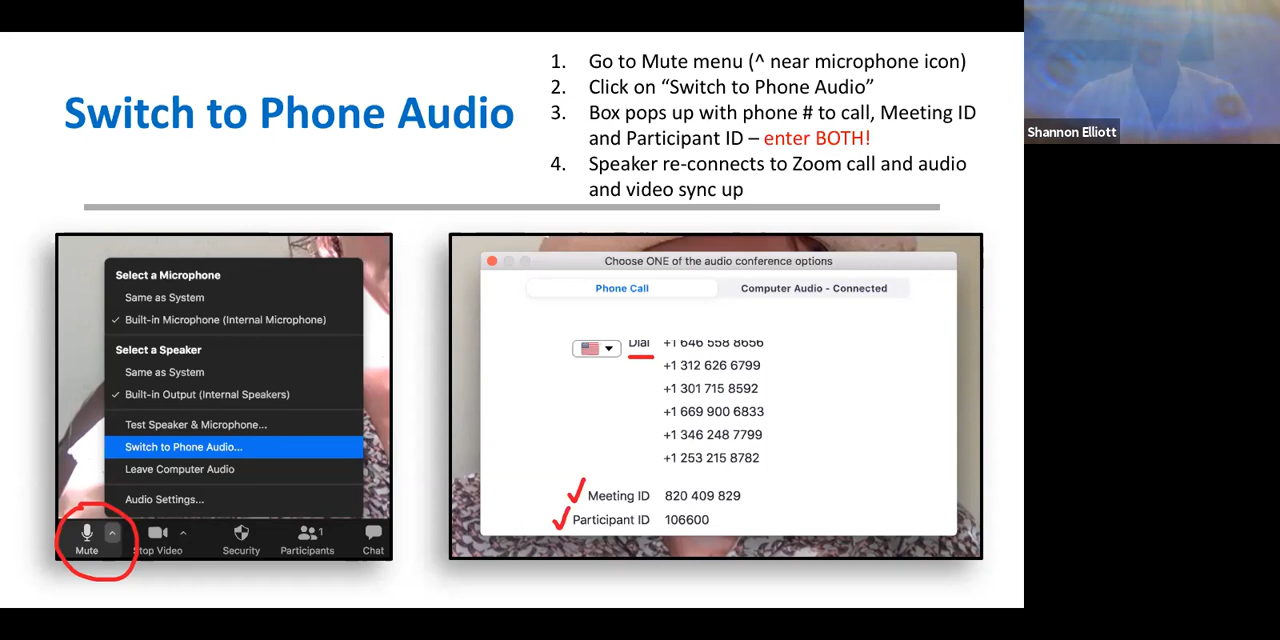 Switch to Phone Audio
1. Go to Mute menu (^ near microphone icon)
2. Click on “Switch to Phone Audio”
3. Box pops up with phone # to call, Meeting ID
and Participant ID – enter BOTH!
4. Speaker re-connects to Zoom call and audio
and video sync up
Shannon Elliott
Select a Microphone
Same as System
✓ Built-in Microphone (Internal Microphone)
Select a Speaker
Same as System
✓ Built-in Output (Internal Speakers)
Test Speaker & Microphone...
Switch to Phone Audio...
Leave Computer Audio
Audio Settings...
Mute
Stop Video
Security
Participants 1
Chat
Choose ONE of the audio conference options
Phone Call
Computer Audio - Connected
Dial +1 646 558 8656
+1 312 626 6799
+1 301 715 8592
+1 669 900 6833
+1 346 248 7799
+1 253 215 8782
Meeting ID 820 409 829
Participant ID 106600